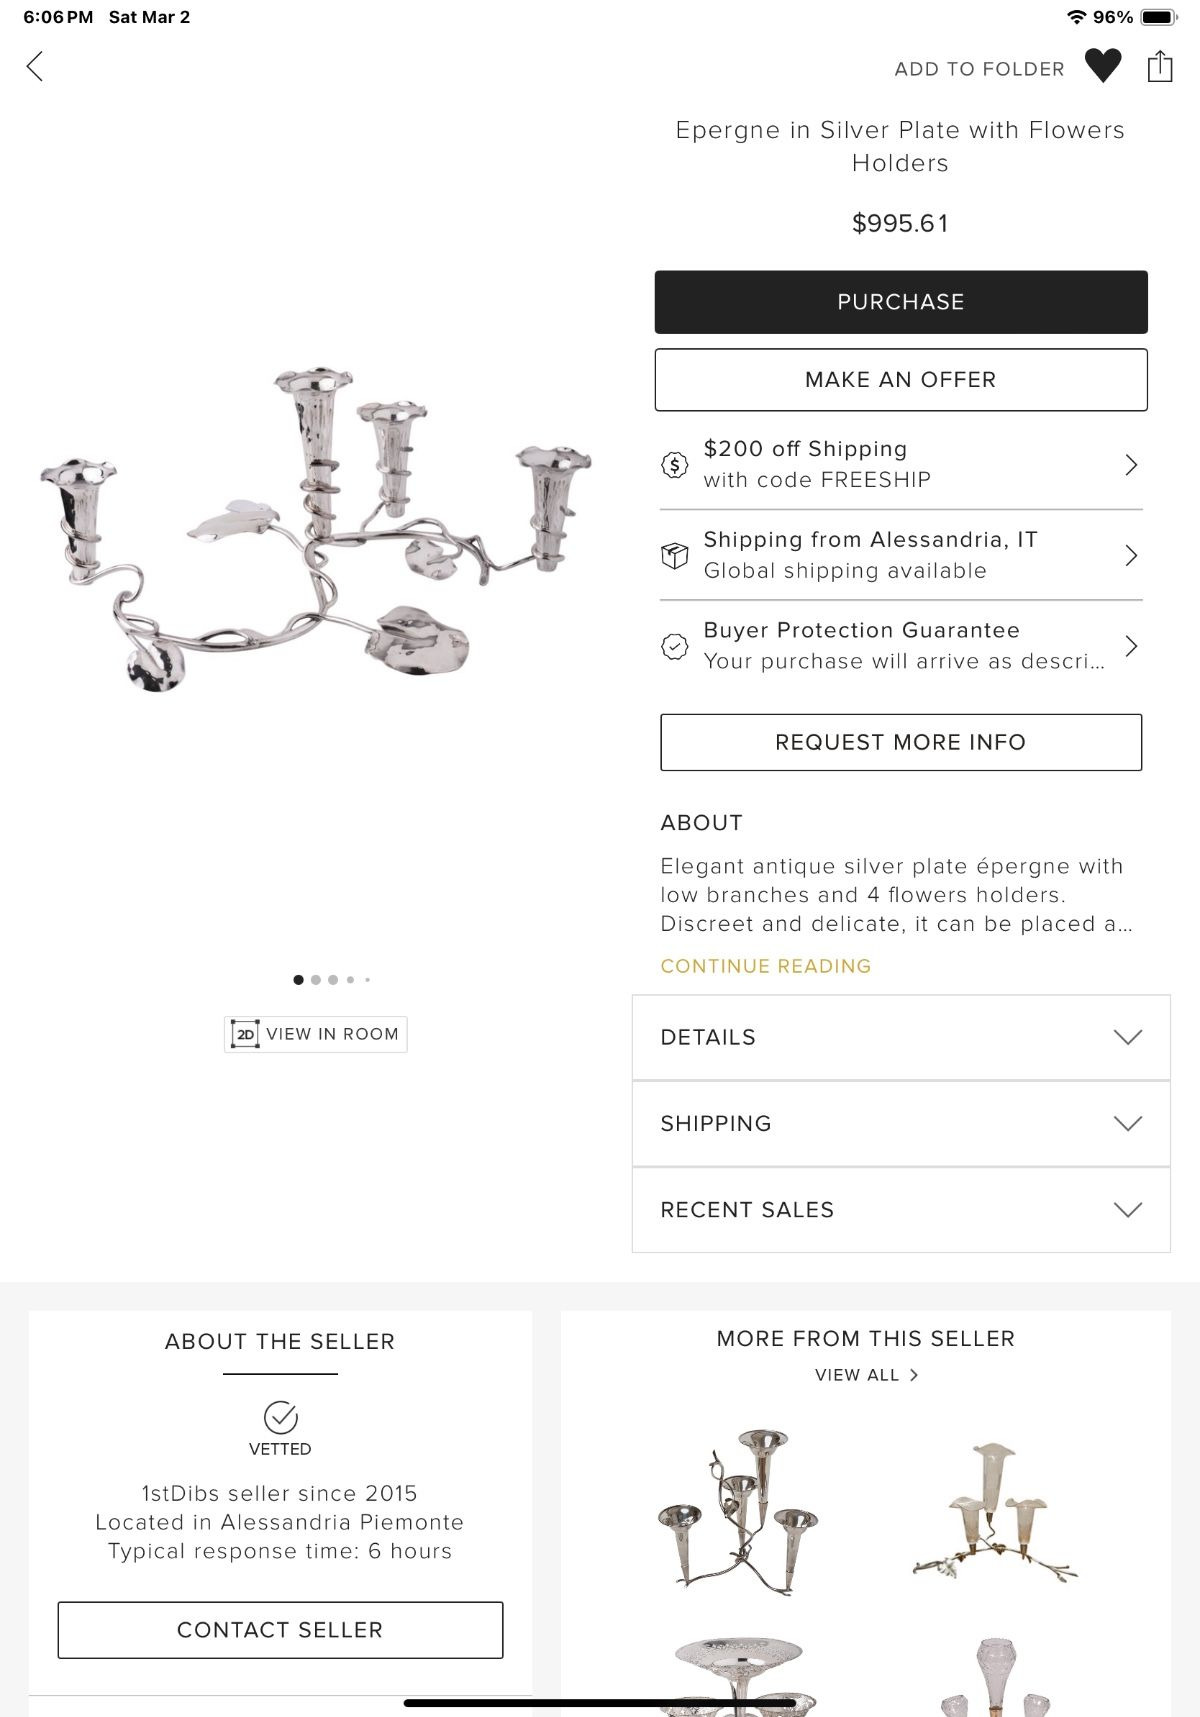 6:06 PM Sat Mar 2
96%
ADD TO FOLDER
Epergne in Silver Plate with Flowers
Holders
$995.61
PURCHASE
MAKE AN OFFER
$200 off Shipping
with code FREESHIP
Shipping from Alessandria, IT
Global shipping available
Buyer Protection Guarantee
Your purchase will arrive as descri...
REQUEST MORE INFO
ABOUT
Elegant antique silver plate épergne with
low branches and 4 flowers holders.
Discreet and delicate, it can be placed a...
CONTINUE READING
2D VIEW IN ROOM
DETAILS
SHIPPING
RECENT SALES
ABOUT THE SELLER
VETTED
1stDibs seller since 2015
Located in Alessandria Piemonte
Typical response time: 6 hours
CONTACT SELLER
MORE FROM THIS SELLER
VIEW ALL >